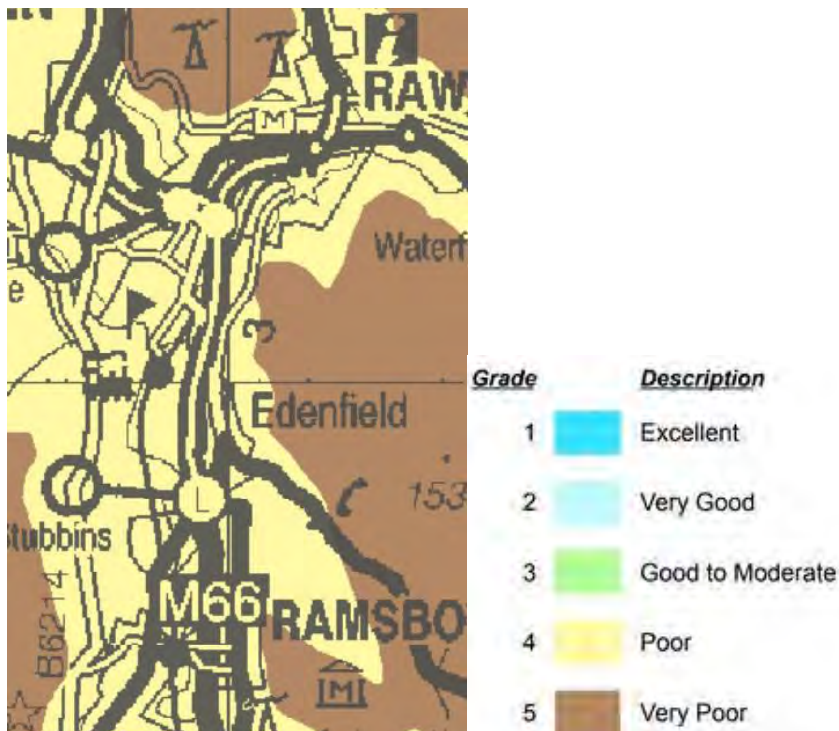 RAW
M
Waterf
e
3
Edenfield
L
153
Stubbins
M66
RAMSBO
B6214
M
Grade Description
1 Excellent
2 Very Good
3 Good to Moderate
4 Poor
5 Very Poor